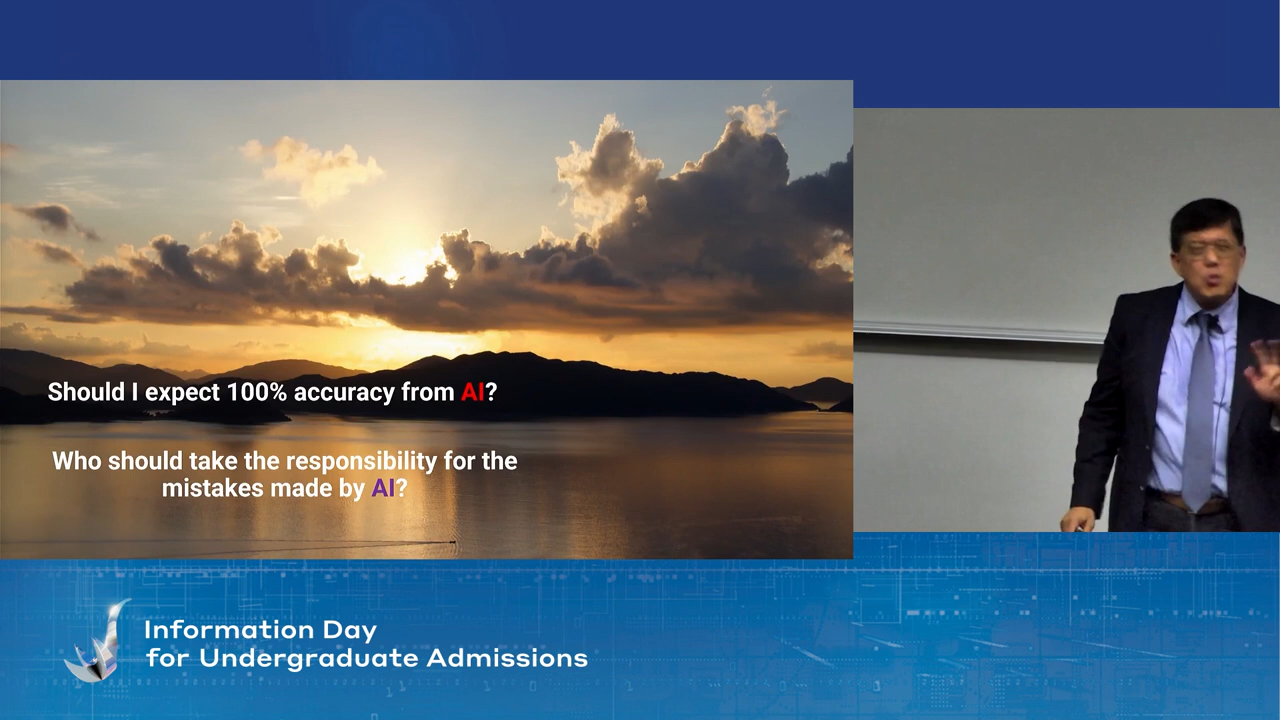 Should I expect 100% accuracy from AI?
Who should take the responsibility for the
mistakes made by AI?
Information Day
for Undergraduate Admissions